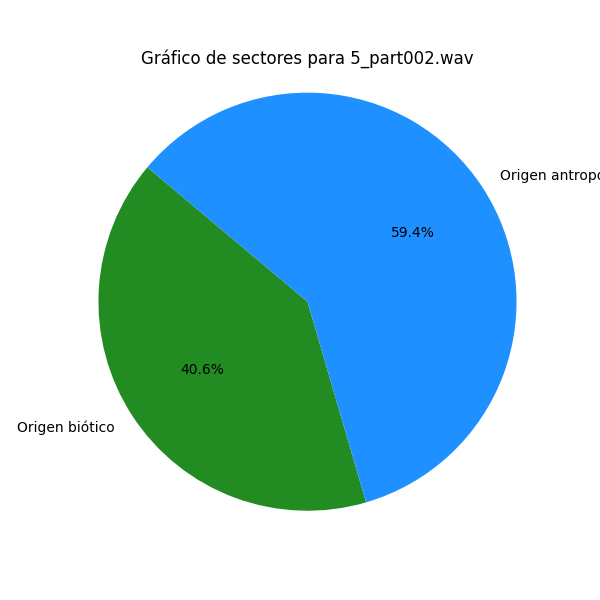 Gráfico de sectores para 5_part002.wav
Origen antropo
59.4%
40.6%
Origen biótico